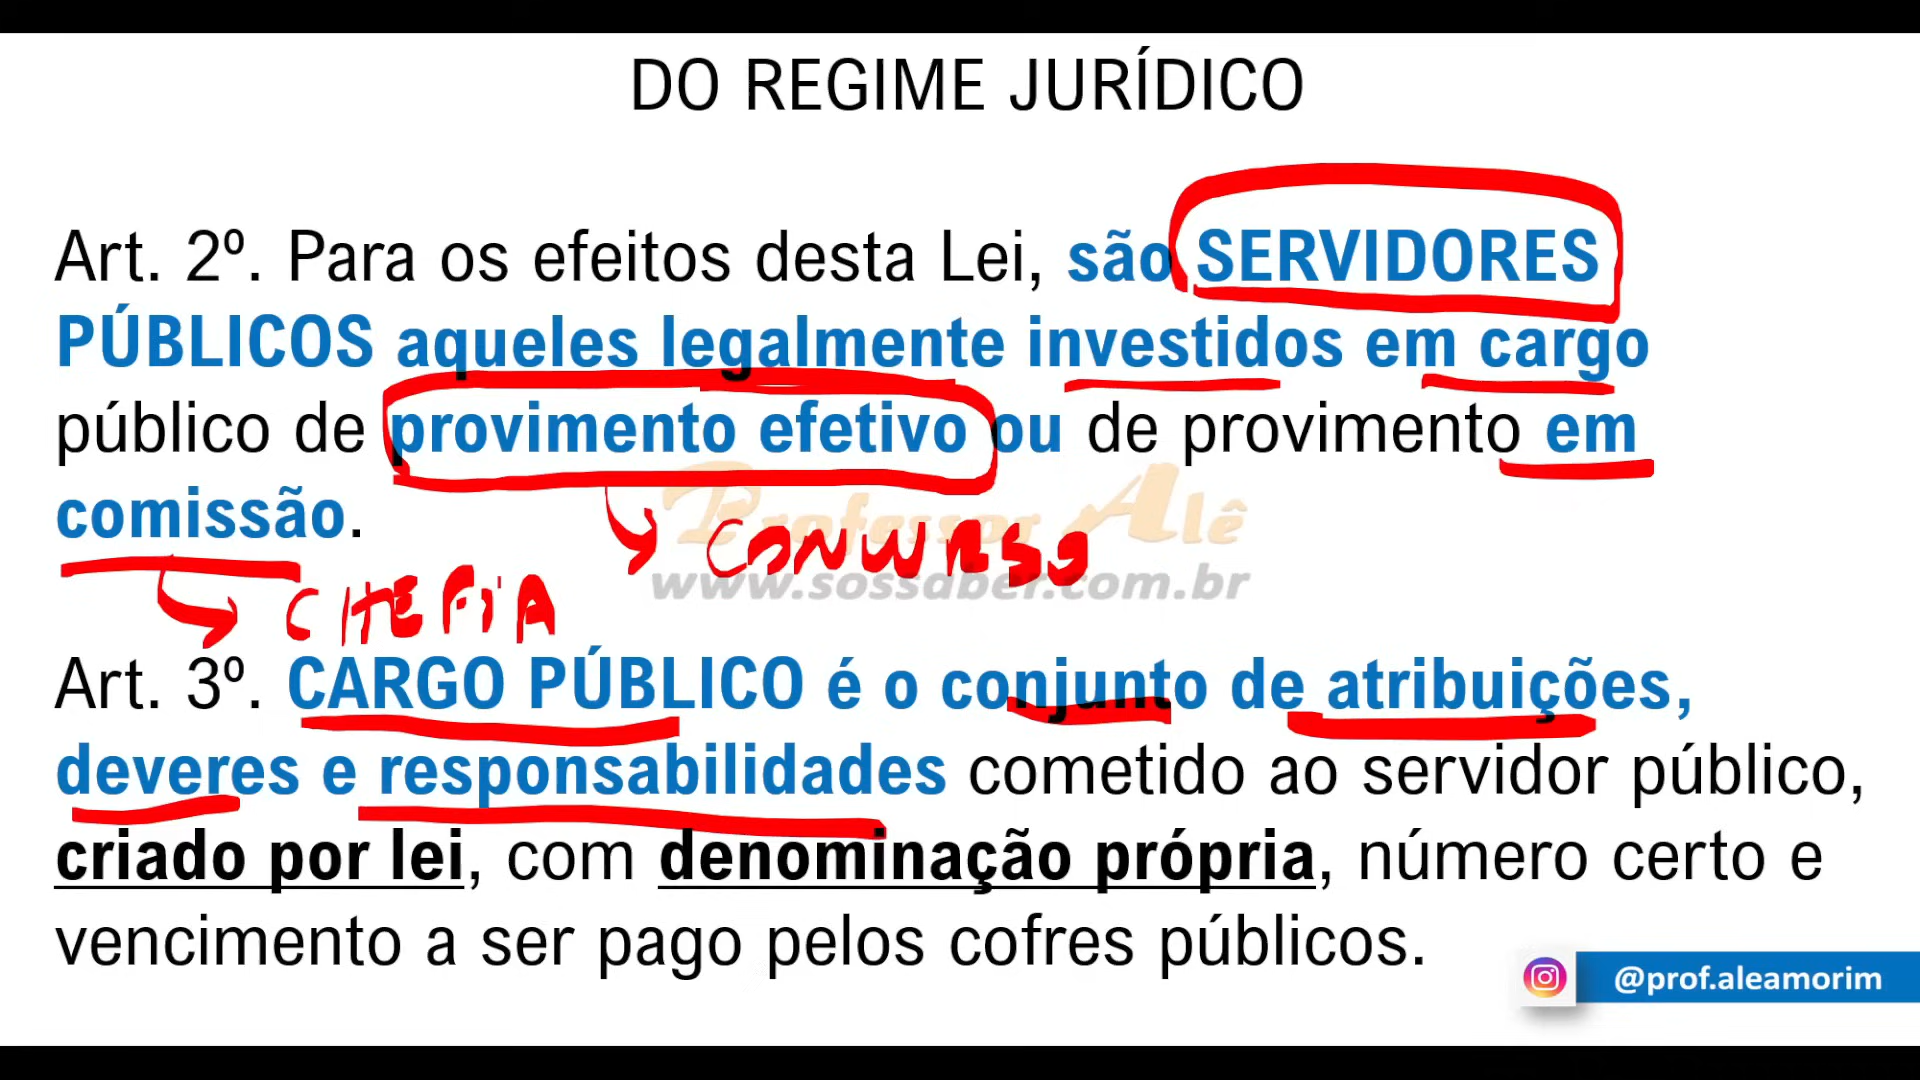 DO REGIME JURÍDICO
Art. 2º. Para os efeitos desta Lei, são SERVIDORES
PÚBLICOS aqueles legalmente investidos em cargo
público de provimento efetivo ou de provimento em
comissão.
Professor Alê
CONCURSO
www.sossaber.com.br
CHEFIA
Art. 3º. CARGO PÚBLICO é o conjunto de atribuições,
deveres e responsabilidades cometido ao servidor público,
criado por lei, com denominação própria, número certo e
vencimento a ser pago pelos cofres públicos.
@prof.aleamorim